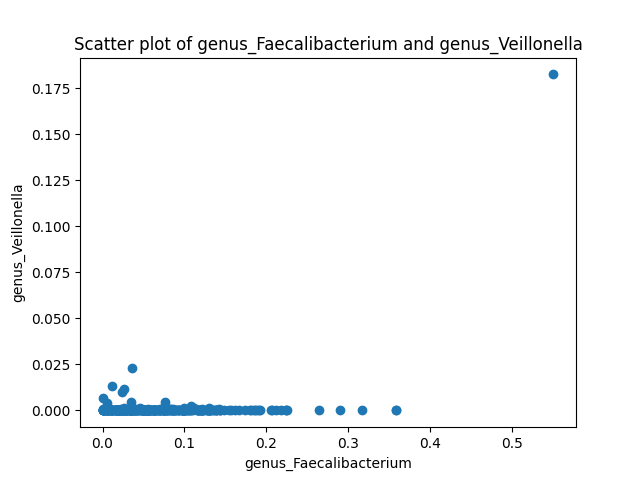 Scatter plot of genus_Faecalibacterium and genus_Veillonella
0.175
0.150
0.125
0.100
0.075
0.050
0.025
0.000
genus_Veillonella
0.0 0.1 0.2 0.3 0.4 0.5
genus_Faecalibacterium